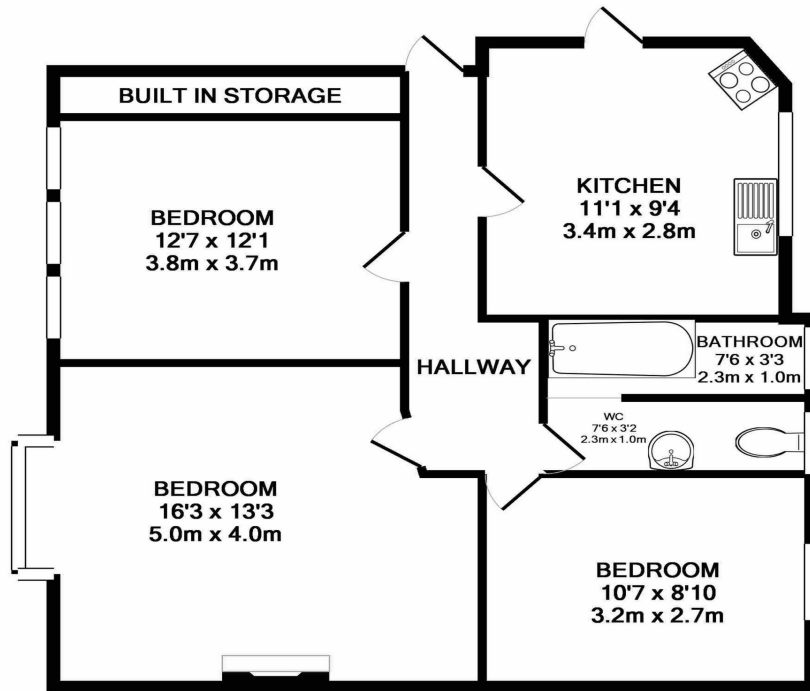 BUILT IN STORAGE
BEDROOM
12'7 x 12'1
3.8m x 3.7m
KITCHEN
11'1 x 9'4
3.4m x 2.8m
HALLWAY
BATHROOM
7'6 x 3'3
2.3m x 1.0m
WC
7'6 x 3'2
2.3m x 1.0m
BEDROOM
16'3 x 13'3
5.0m x 4.0m
BEDROOM
10'7 x 8'10
3.2m x 2.7m